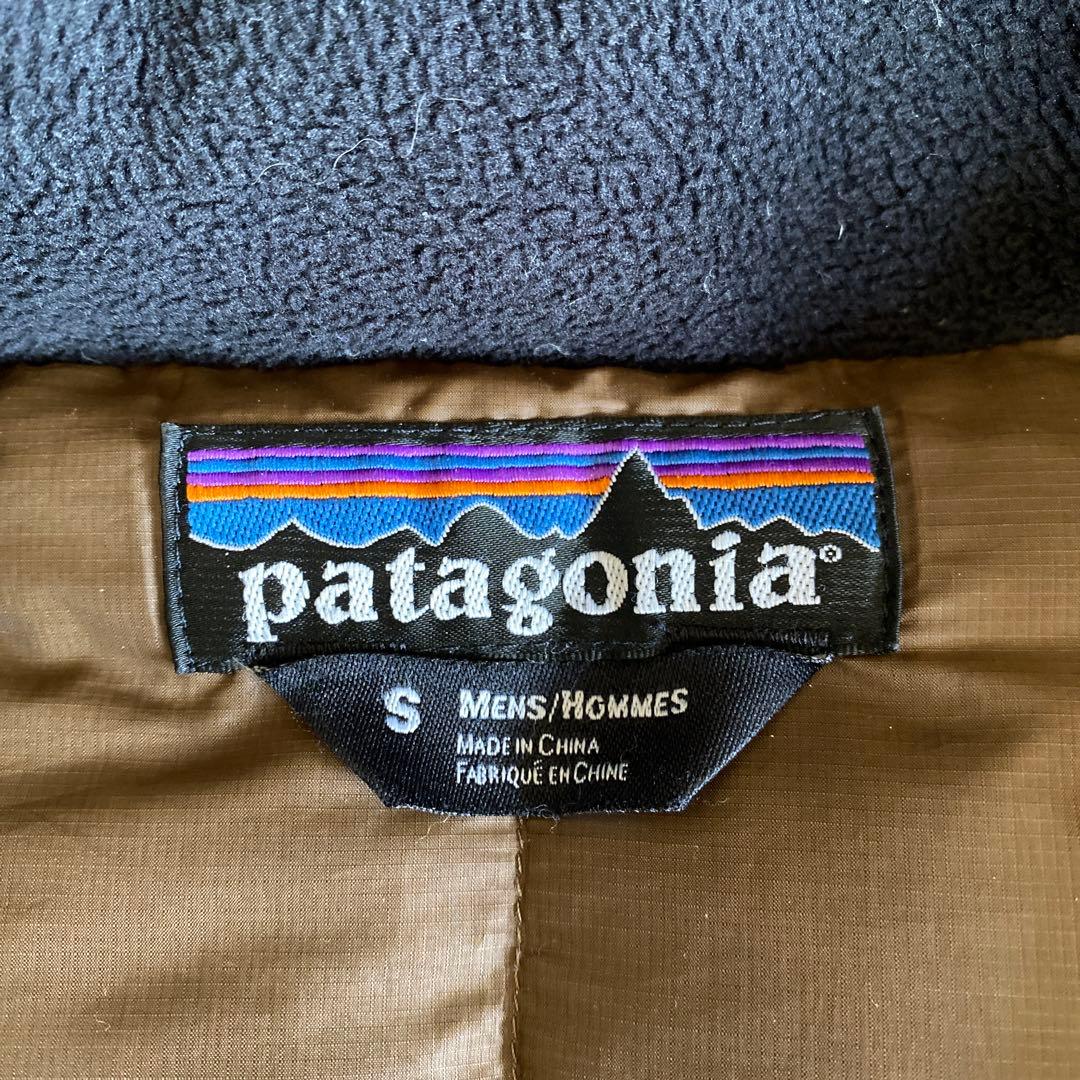 patagonia®
S MENS/HOMMES
MADE IN CHINA
FABRIQUÉ EN CHINE